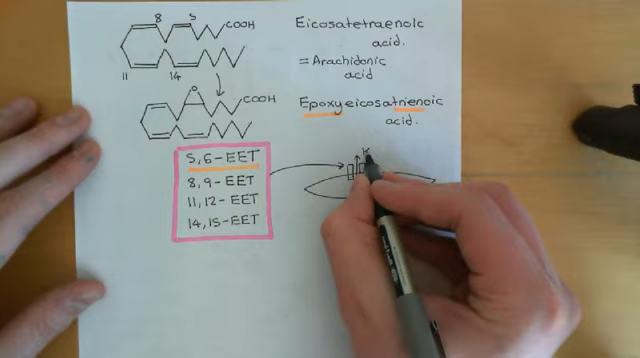 8
5
COOH
11
14
Eicosatetraenoic
acid.
= Arachidonic
acid
O
COOH
Epoxyeicosatrienoic
acid.
5,6-EET
8,9-EET
11,12-EET
14,15-EET
K